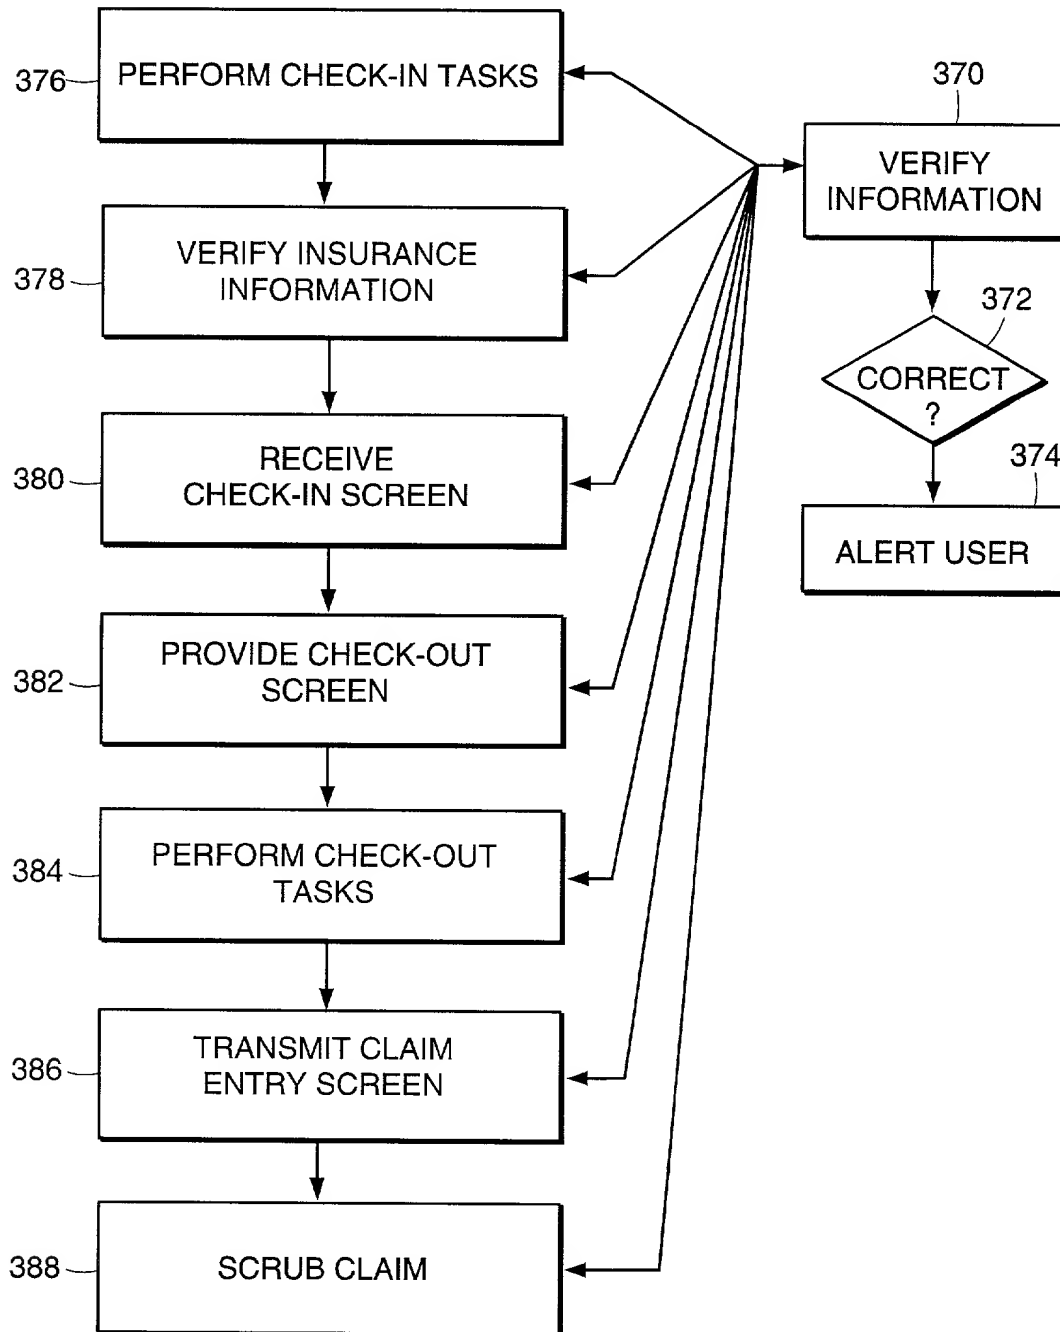 376
PERFORM CHECK-IN TASKS
378
VERIFY INSURANCE
INFORMATION
380
RECEIVE
CHECK-IN SCREEN
382
PROVIDE CHECK-OUT
SCREEN
384
PERFORM CHECK-OUT
TASKS
386
TRANSMIT CLAIM
ENTRY SCREEN
388
SCRUB CLAIM
370
VERIFY
INFORMATION
372
CORRECT
?
374
ALERT USER